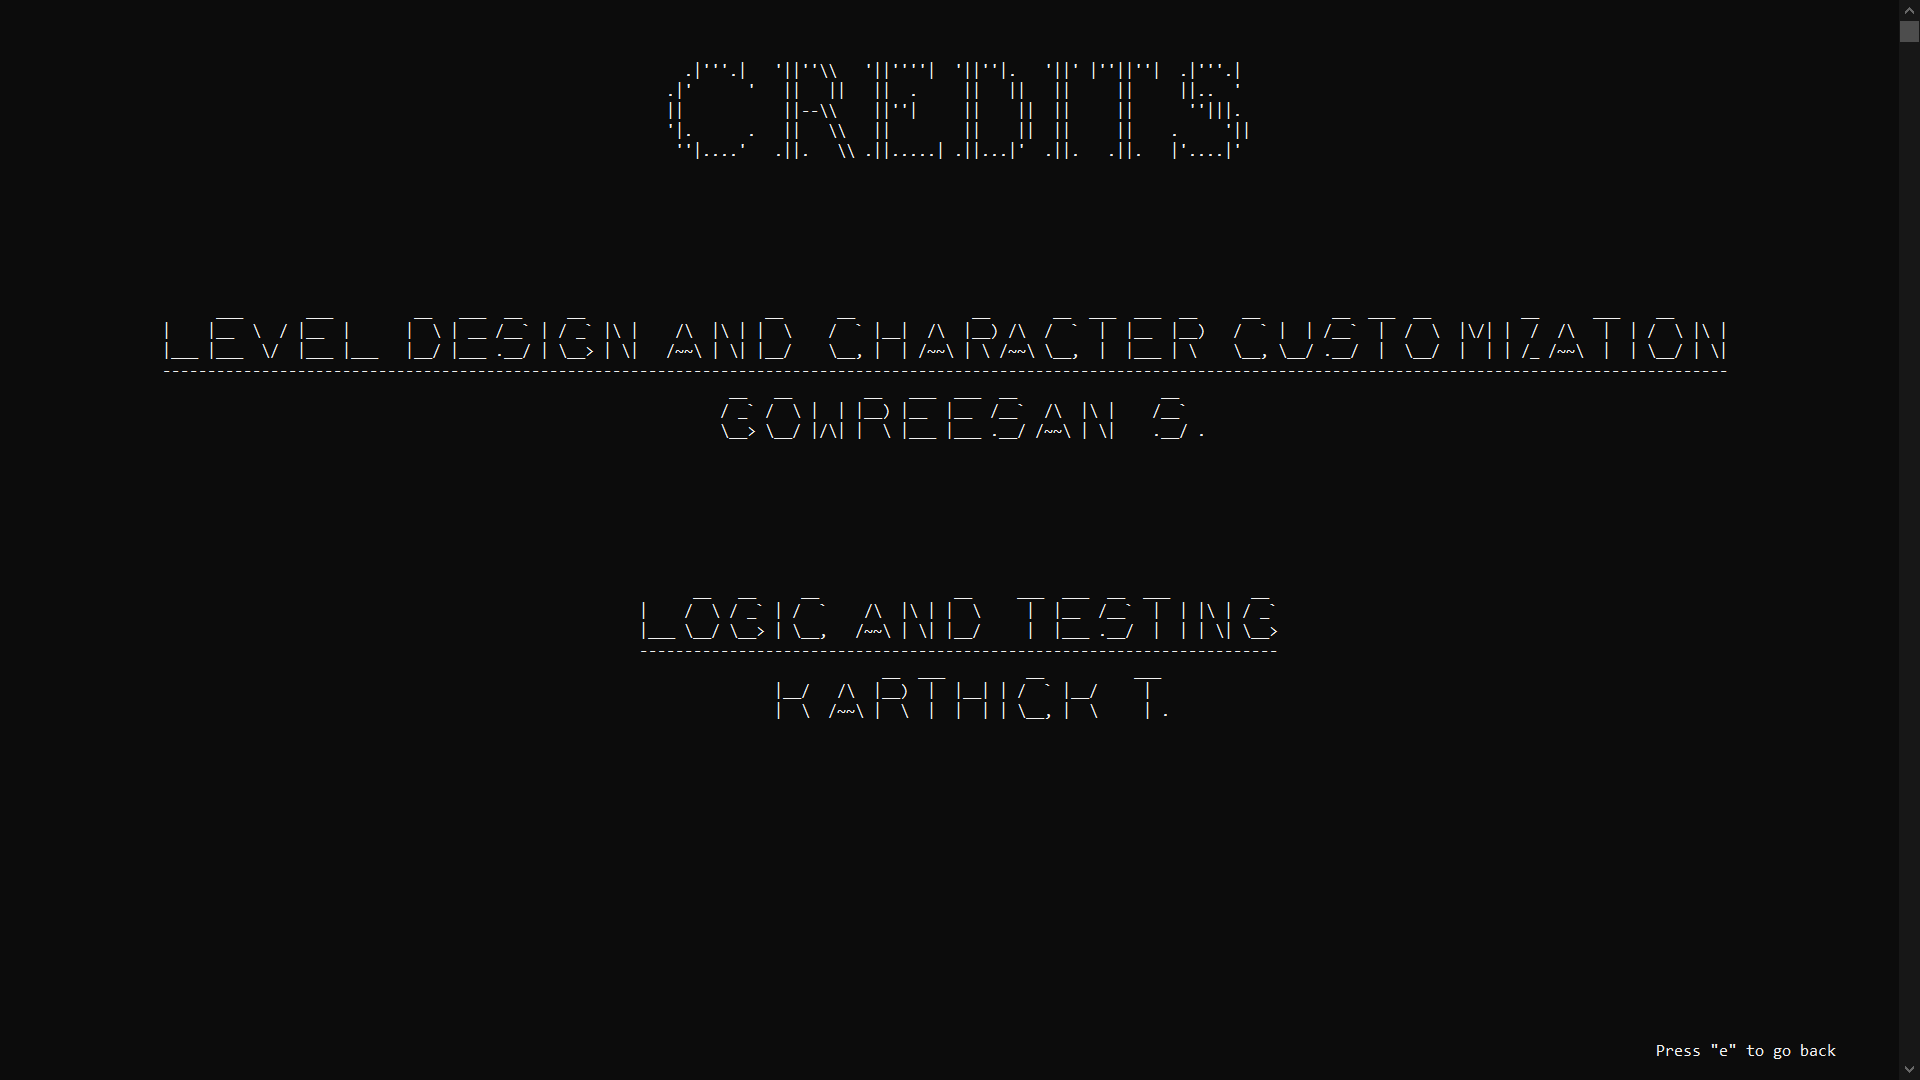 CREDITS
LEVEL DESIGN AND CHARACTER CUSTOMIZATION
GOWREESAN S.
LOGIC AND TESTING
KARTHICK T.
Press "e" to go back